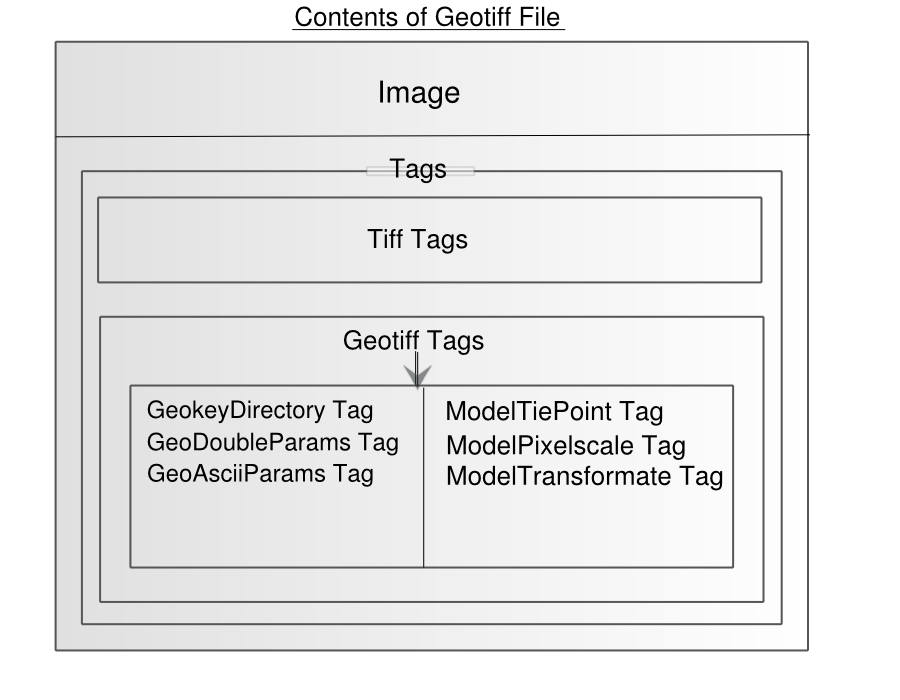 Contents of Geotiff File
Image
Tags
Tiff Tags
Geotiff Tags
GeokeyDirectory Tag
GeoDoubleParams Tag
GeoAsciiParams Tag
ModelTiePoint Tag
ModelPixelscale Tag
ModelTransformate Tag